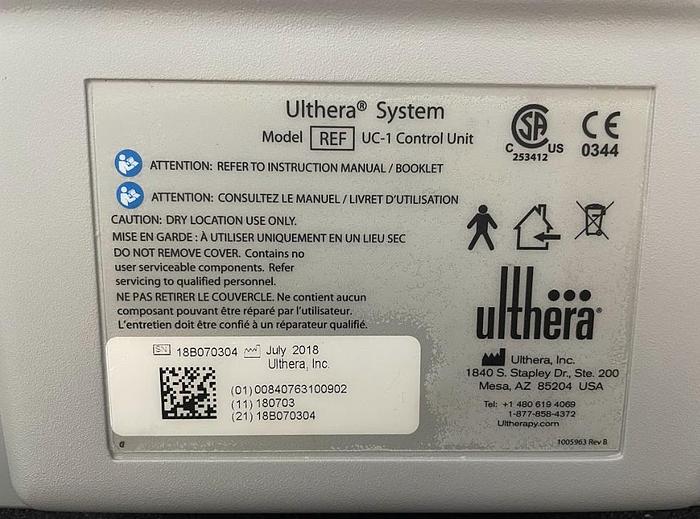 Ulthera® System
Model REF UC-1 Control Unit
C SA US
253412
CE
0344
ATTENTION: REFER TO INSTRUCTION MANUAL / BOOKLET
ATTENTION: CONSULTEZ LE MANUEL / LIVRET D'UTILISATION
CAUTION: DRY LOCATION USE ONLY.
MISE EN GARDE : À UTILISER UNIQUEMENT EN UN LIEU SEC
DO NOT REMOVE COVER. Contains no
user serviceable components. Refer
servicing to qualified personnel.
NE PAS RETIRER LE COUVERCLE. Ne contient aucun
composant pouvant être réparé par l'utilisateur.
L'entretien doit être confié à un réparateur qualifié.
SN 18B070304 July 2018
Ulthera, Inc.
(01) 00840763100902
(11) 180703
(21) 18B070304
ulthera®
Ulthera, Inc.
1840 S. Stapley Dr., Ste. 200
Mesa, AZ 85204 USA
Tel: +1 480 619 4069
1-877-858-4372
Ultherapy.com
1005963 Rev B